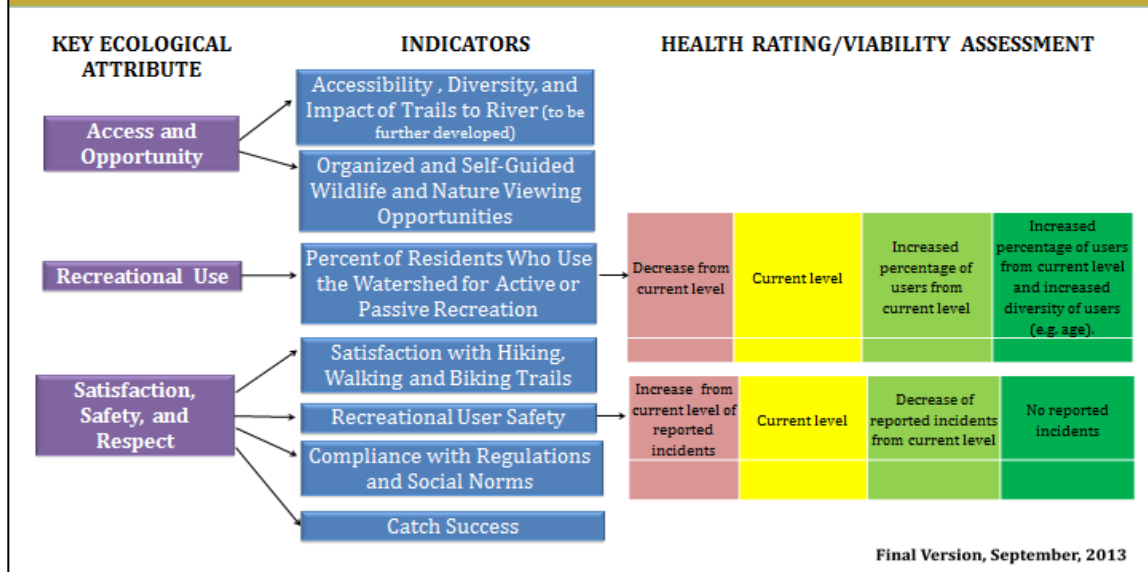 KEY ECOLOGICAL
ATTRIBUTE
INDICATORS
HEALTH RATING/VIABILITY ASSESSMENT
Access and
Opportunity
Accessibility , Diversity, and
Impact of Trails to River (to be
further developed)
Organized and Self-Guided
Wildlife and Nature Viewing
Opportunities
Recreational Use
Percent of Residents Who Use
the Watershed for Active or
Passive Recreation
Decrease from
current level
Current level
Increased
percentage of
users from
current level
Increased
percentage of users
from current level
and increased
diversity of users
(e.g. age).
Satisfaction,
Safety, and
Respect
Satisfaction with Hiking,
Walking and Biking Trails
Recreational User Safety
Increase from
current level of
reported
incidents
Current level
Decrease of
reported incidents
from current level
No reported
incidents
Compliance with Regulations
and Social Norms
Catch Success
Final Version, September, 2013